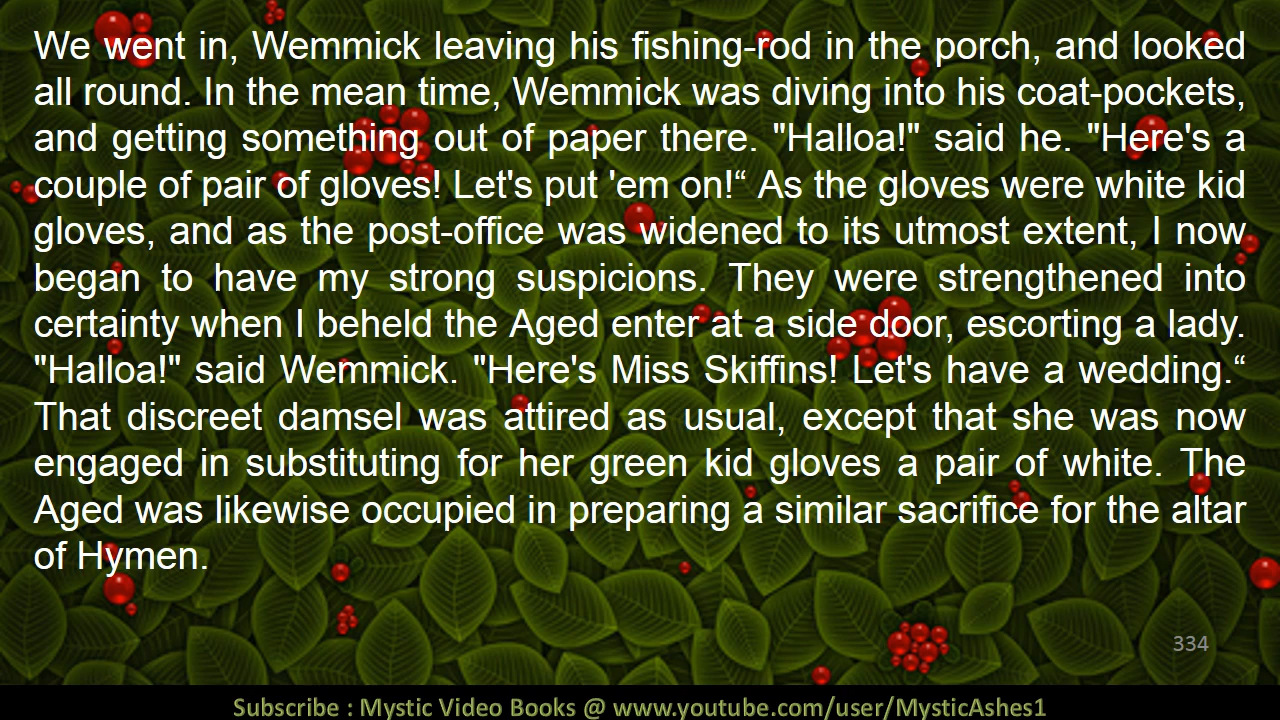 We went in, Wemmick leaving his fishing-rod in the porch, and looked
all round. In the mean time, Wemmick was diving into his coat-pockets,
and getting something out of paper there. "Halloa!" said he. "Here's a
couple of pair of gloves! Let's put 'em on!“ As the gloves were white kid
gloves, and as the post-office was widened to its utmost extent, I now
began to have my strong suspicions. They were strengthened into
certainty when I beheld the Aged enter at a side door, escorting a lady.
"Halloa!" said Wemmick. "Here's Miss Skiffins! Let's have a wedding.“
That discreet damsel was attired as usual, except that she was now
engaged in substituting for her green kid gloves a pair of white. The
Aged was likewise occupied in preparing a similar sacrifice for the altar
of Hymen.
334
Subscribe : Mystic Video Books @ www.youtube.com/user/MysticAshes1